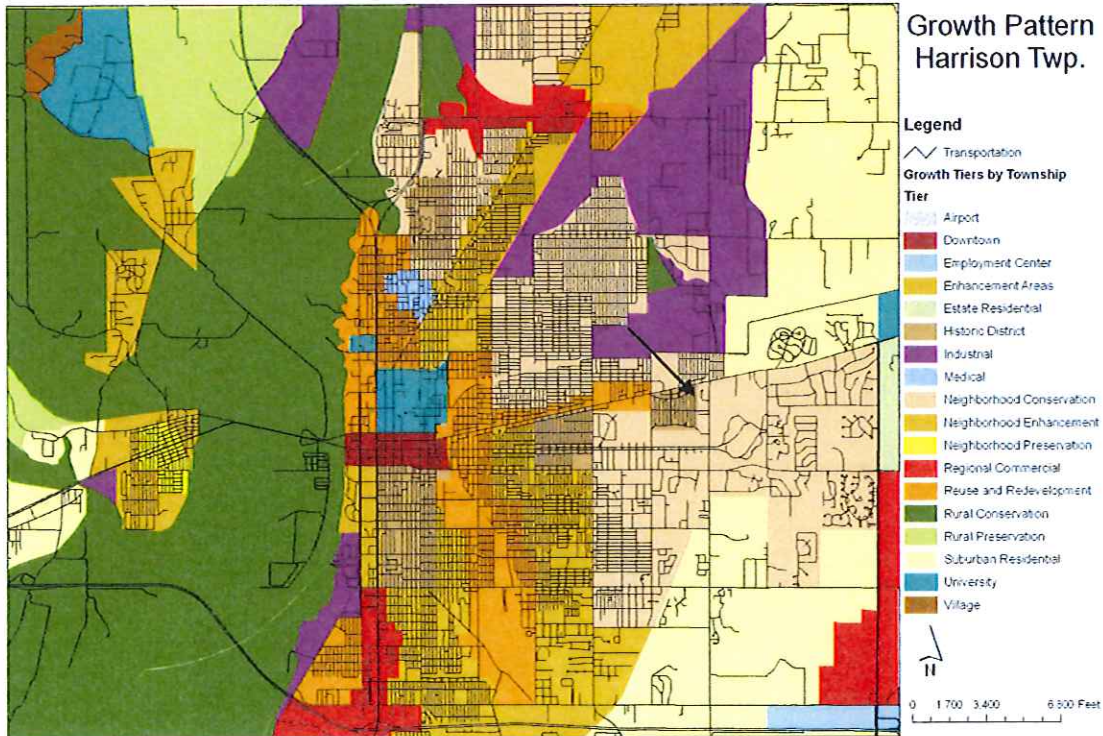 Growth Pattern
Harrison Twp.
Legend
Transportation
Growth Tiers by Township
Tier
Airport
Downtown
Employment Center
Enhancement Areas
Estate Residential
Historic District
Industrial
Medical
Neighborhood Conservation
Neighborhood Enhancement
Neighborhood Preservation
Regional Commercial
Reuse and Redevelopment
Rural Conservation
Rural Preservation
Suburban Residential
University
Village
N
0 1,700 3,400 6,800 Feet